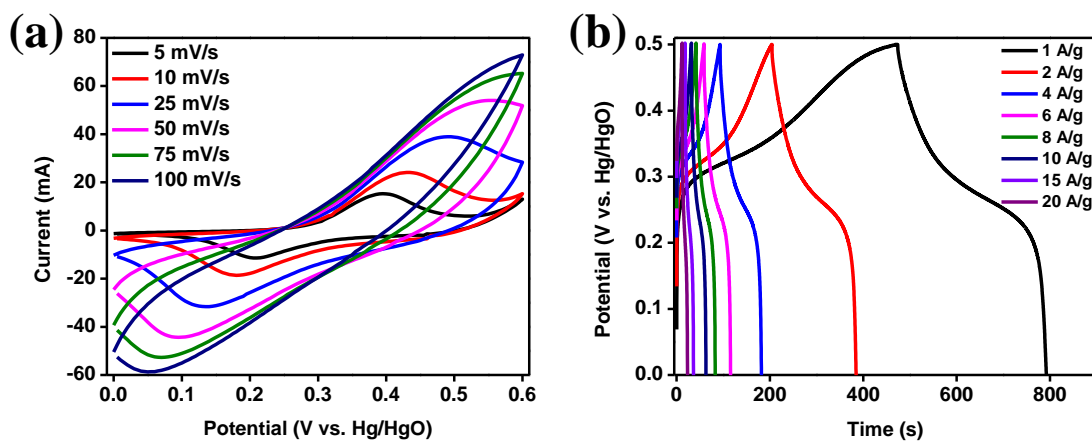 (a)
80
60
40
20
0
-20
-40
-60
Current (mA)
5 mV/s
10 mV/s
25 mV/s
50 mV/s
75 mV/s
100 mV/s
0.0 0.1 0.2 0.3 0.4 0.5 0.6
Potential (V vs. Hg/HgO)
(b)
0.5
0.4
0.3
0.2
0.1
0.0
Potential (V vs. Hg/HgO)
1 A/g
2 A/g
4 A/g
6 A/g
8 A/g
10 A/g
15 A/g
20 A/g
0 200 400 600 800
Time (s)